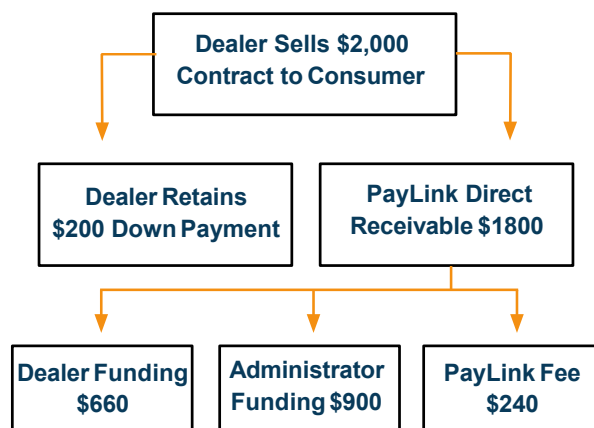 Dealer Sells $2,000
Contract to Consumer
Dealer Retains
$200 Down Payment
PayLink Direct
Receivable $1800
Dealer Funding
$660
Administrator
Funding $900
PayLink Fee
$240